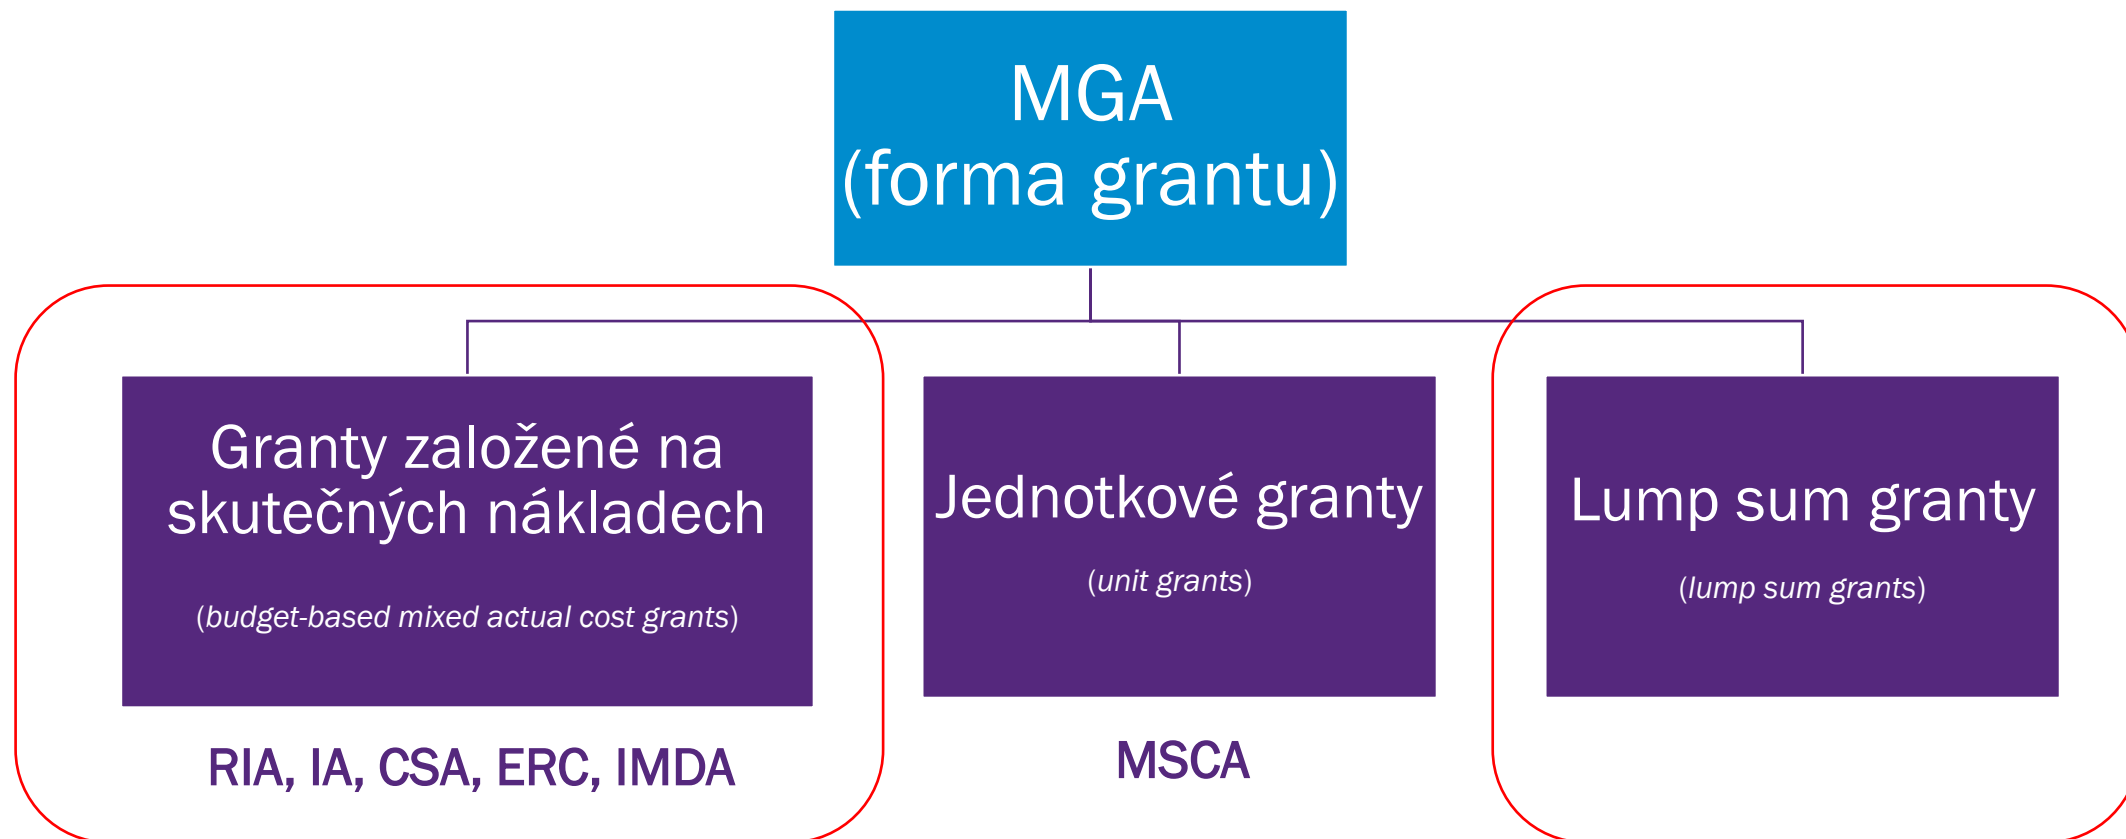 MGA
(forma grantu)
Granty založené na
skutečných nákladech
(budget-based mixed actual cost grants)
RIA, IA, CSA, ERC, IMDA
Jednotkové granty
(unit grants)
MSCA
Lump sum granty
(lump sum grants)